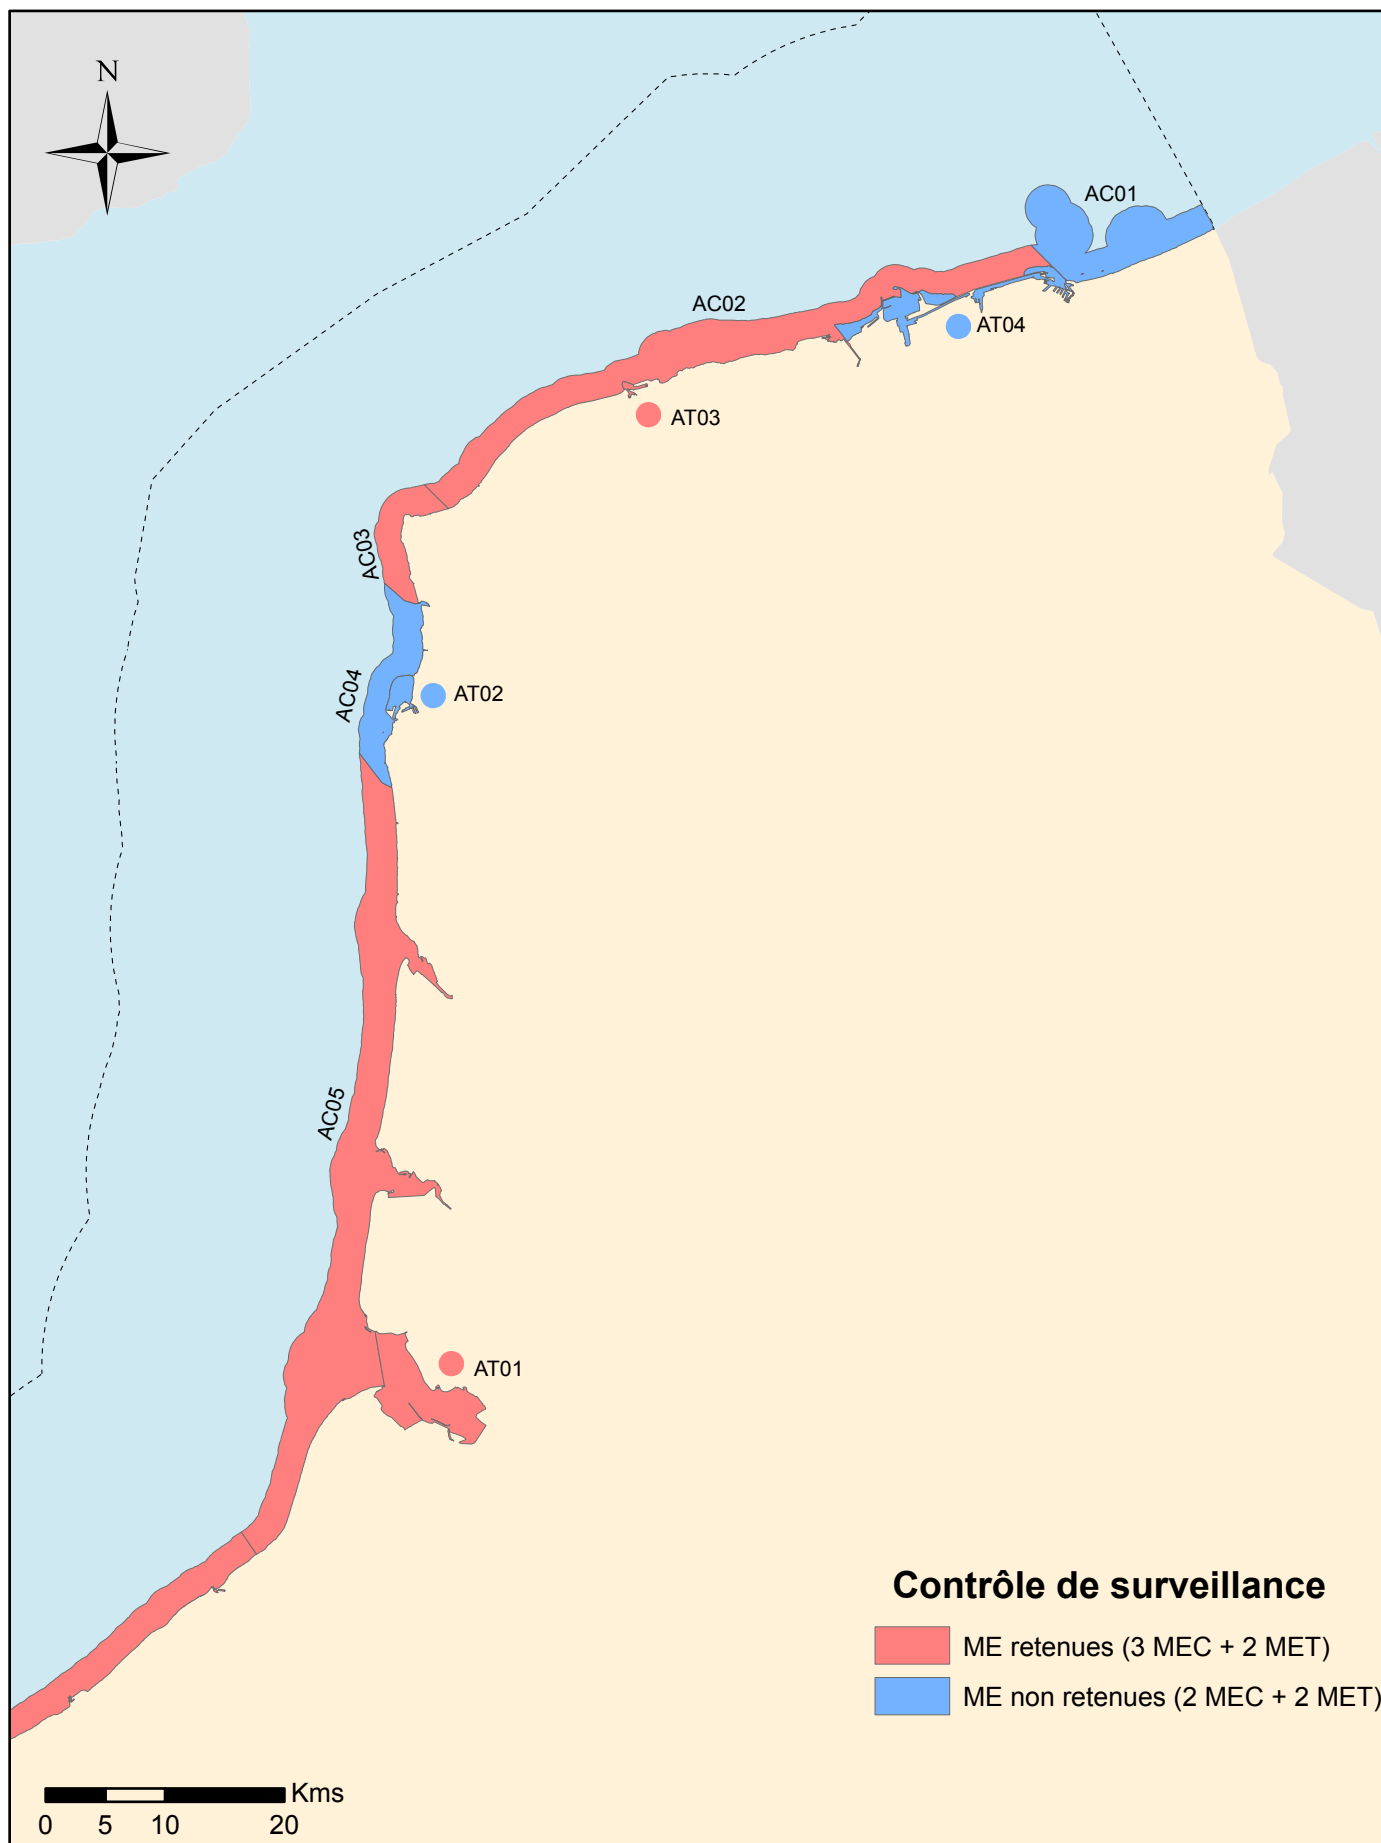 N
AC01
AC02
AT04
AT03
AC03
AC04
AT02
AC05
AT01
Contrôle de surveillance
ME retenues (3 MEC + 2 MET)
ME non retenues (2 MEC + 2 MET)
Kms
0 5 10 20